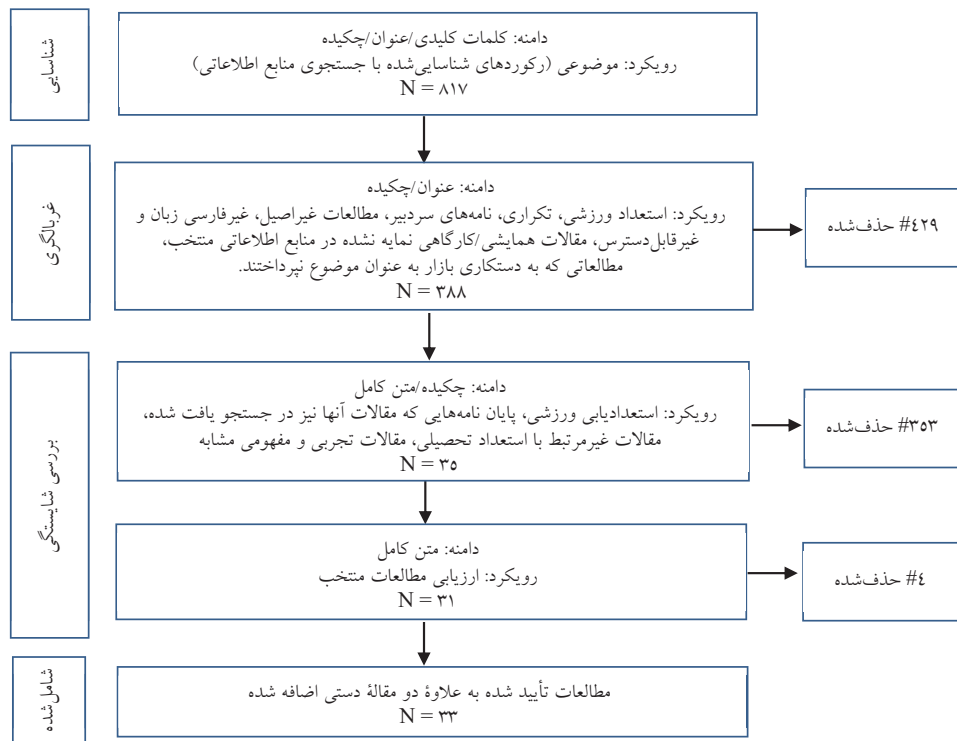 شناسایی
دامنه: کلمات کلیدی/عنوان/چکیده
رویکرد: موضوعی (رکوردهای شناسایی‌شده با جستجوی منابع اطلاعاتی)
N = ۸۱۷
غربالگری
دامنه: عنوان/چکیده
رویکرد: استعداد ورزشی، تکراری، نامه‌های سردبیر، مطالعات غیراصیل، غیرفارسی زبان و
غیرقابل‌دسترس، مقالات همایشی/کارگاهی نمایه نشده در منابع اطلاعاتی منتخب،
مطالعاتی که به دستکاری بازار به عنوان موضوع نپرداختند.
N = ۳۸۸
#۴۲۹ حذف‌شده
بررسی شایستگی
دامنه: چکیده/متن کامل
رویکرد: استعدادیابی ورزشی، پایان نامه‌هایی که مقالات آنها نیز در جستجو یافت شده،
مقالات غیرمرتبط با استعداد تحصیلی، مقالات تجربی و مفهومی مشابه
N = ۳۵
#۳۵۳ حذف‌شده
دامنه: متن کامل
رویکرد: ارزیابی مطالعات منتخب
N = ۳۱
#۴ حذف‌شده
شامل‌شده
مطالعات تأیید شده به علاوۀ دو مقالۀ دستی اضافه شده
N = ۳۳